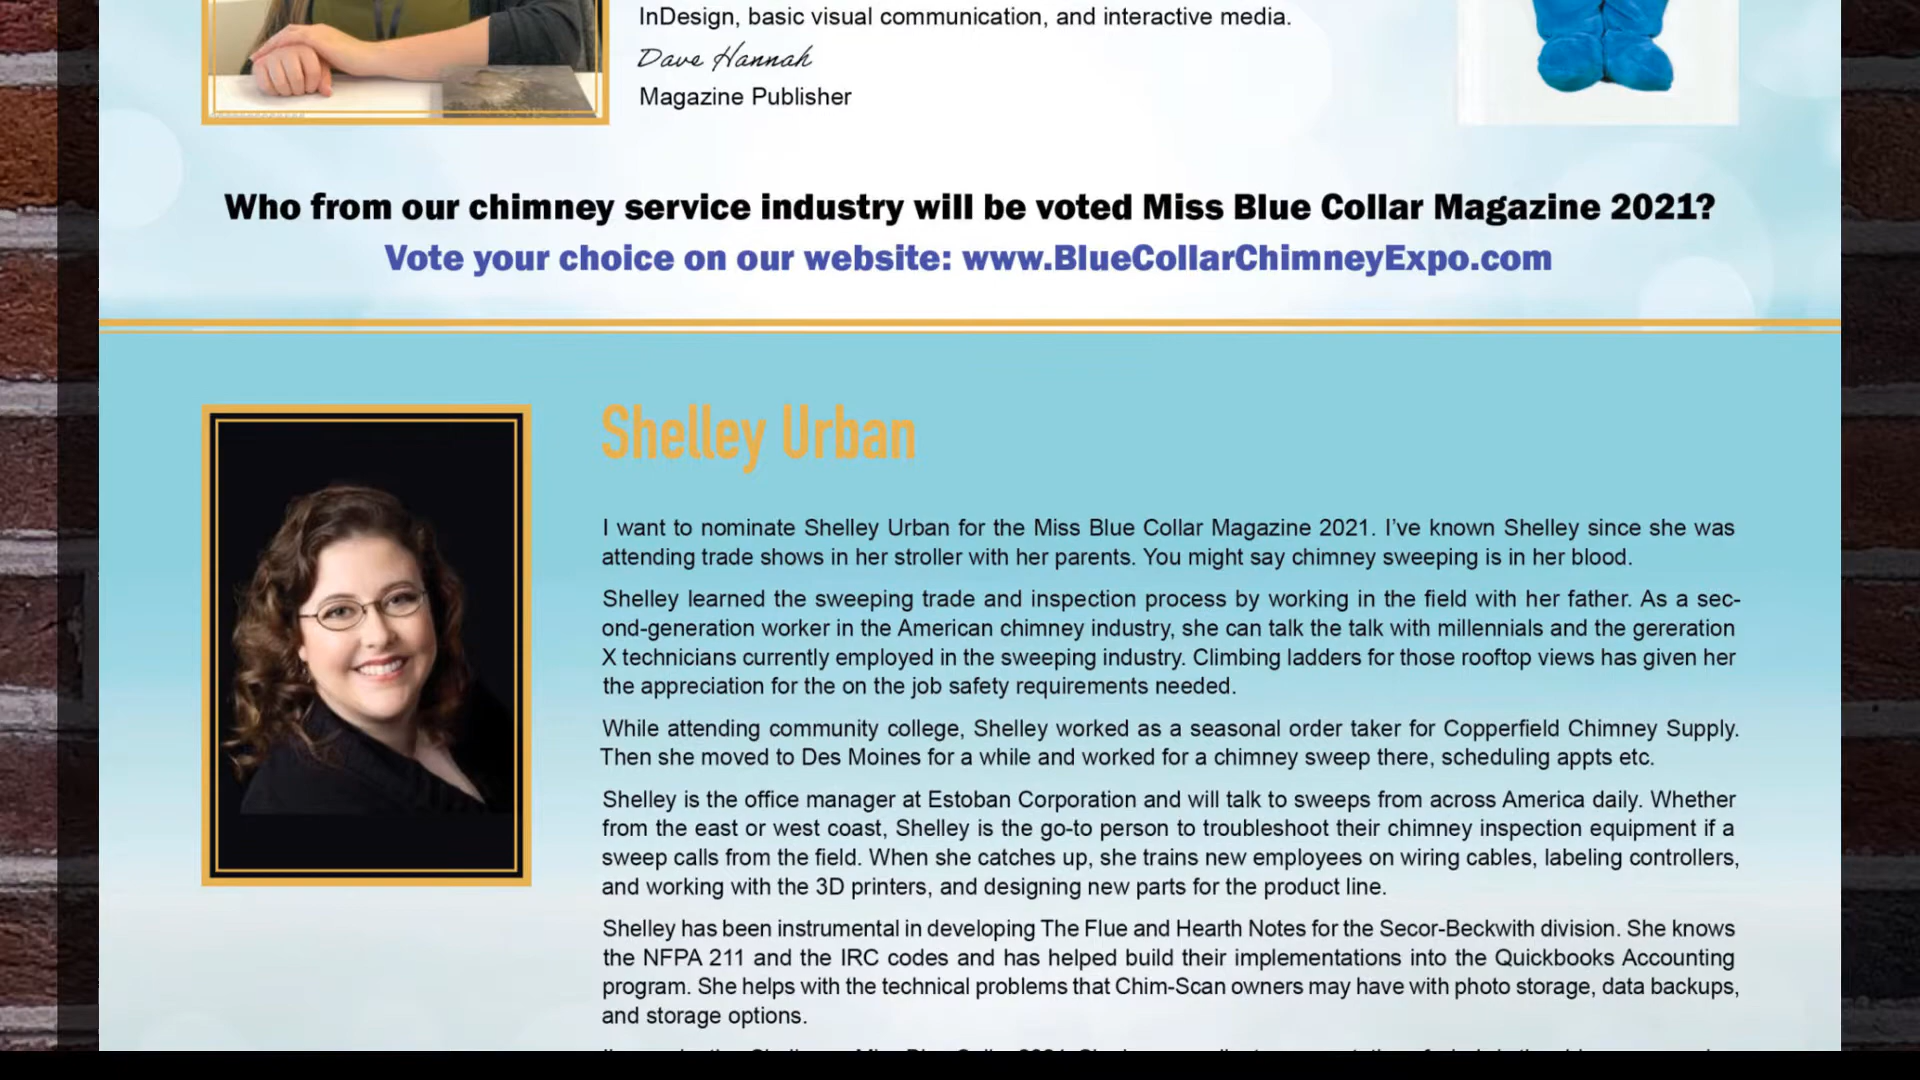 InDesign, basic visual communication, and interactive media.
Dave Hannah
Magazine Publisher
Who from our chimney service industry will be voted Miss Blue Collar Magazine 2021?
Vote your choice on our website: www.BlueCollarChimneyExpo.com
Shelley Urban
I want to nominate Shelley Urban for the Miss Blue Collar Magazine 2021. I’ve known Shelley since she was
attending trade shows in her stroller with her parents. You might say chimney sweeping is in her blood.
Shelley learned the sweeping trade and inspection process by working in the field with her father. As a sec-
ond-generation worker in the American chimney industry, she can talk the talk with millennials and the gereration
X technicians currently employed in the sweeping industry. Climbing ladders for those rooftop views has given her
the appreciation for the on the job safety requirements needed.
While attending community college, Shelley worked as a seasonal order taker for Copperfield Chimney Supply.
Then she moved to Des Moines for a while and worked for a chimney sweep there, scheduling appts etc.
Shelley is the office manager at Estoban Corporation and will talk to sweeps from across America daily. Whether
from the east or west coast, Shelley is the go-to person to troubleshoot their chimney inspection equipment if a
sweep calls from the field. When she catches up, she trains new employees on wiring cables, labeling controllers,
and working with the 3D printers, and designing new parts for the product line.
Shelley has been instrumental in developing The Flue and Hearth Notes for the Secor-Beckwith division. She knows
the NFPA 211 and the IRC codes and has helped build their implementations into the Quickbooks Accounting
program. She helps with the technical problems that Chim-Scan owners may have with photo storage, data backups,
and storage options.